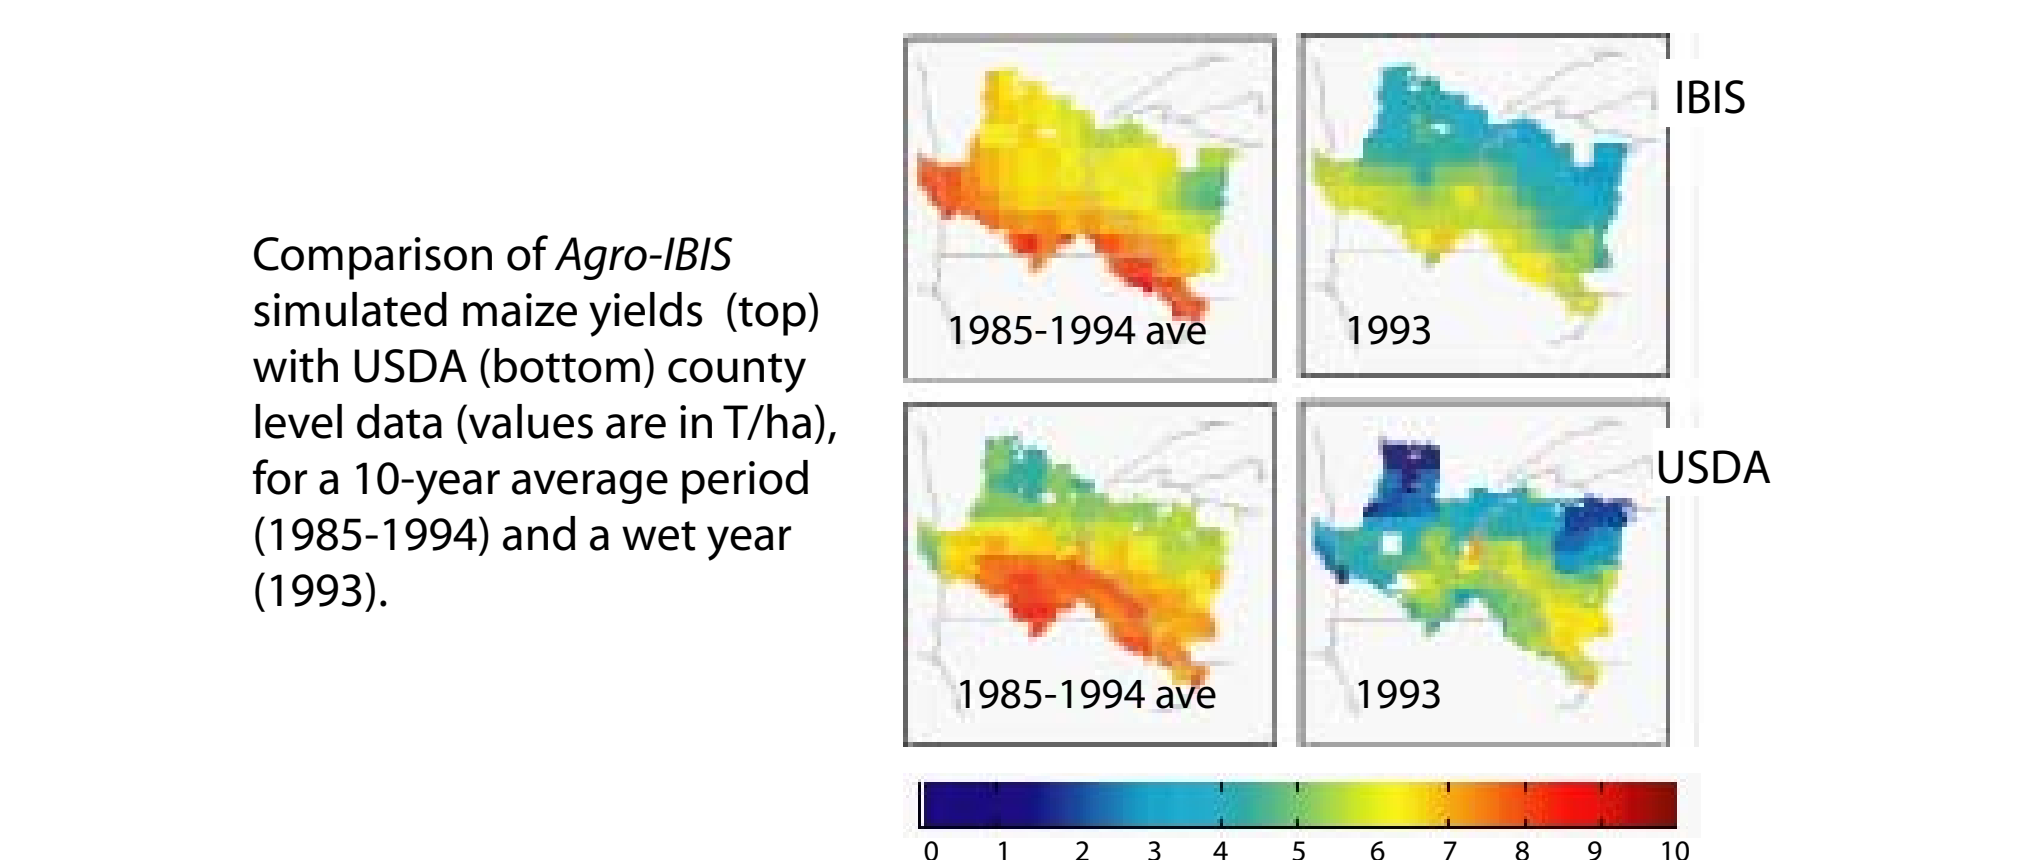 Comparison of Agro-IBIS
simulated maize yields (top)
with USDA (bottom) county
level data (values are in T/ha),
for a 10-year average period
(1985-1994) and a wet year
(1993).
IBIS
1985-1994 ave
1993
USDA
1985-1994 ave
1993
0 1 2 3 4 5 6 7 8 9 10